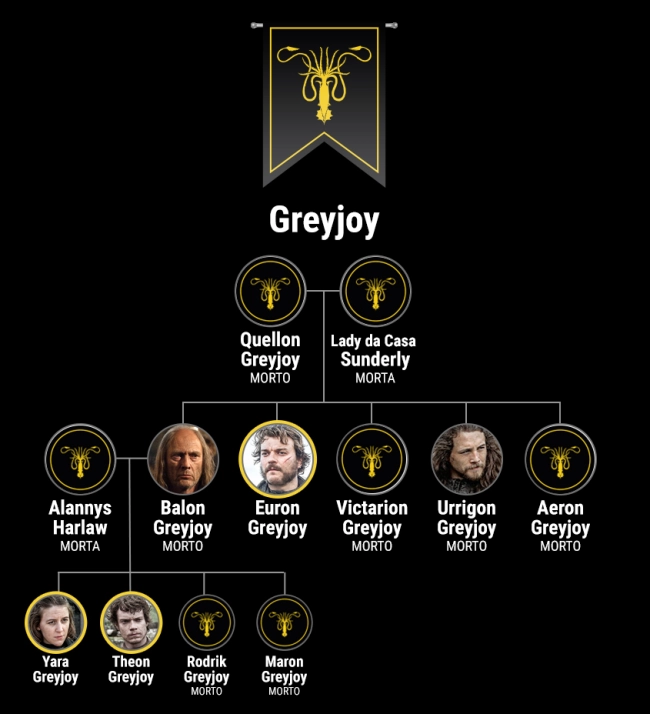 Greyjoy
Quellon
Greyjoy
MORTO
Lady da Casa
Sunderly
MORTA
Alannys
Harlaw
MORTA
Balon
Greyjoy
MORTO
Euron
Greyjoy
Victarion
Greyjoy
MORTO
Urrigon
Greyjoy
MORTO
Aeron
Greyjoy
MORTO
Yara
Greyjoy
Theon
Greyjoy
Rodrik
Greyjoy
MORTO
Maron
Greyjoy
MORTO